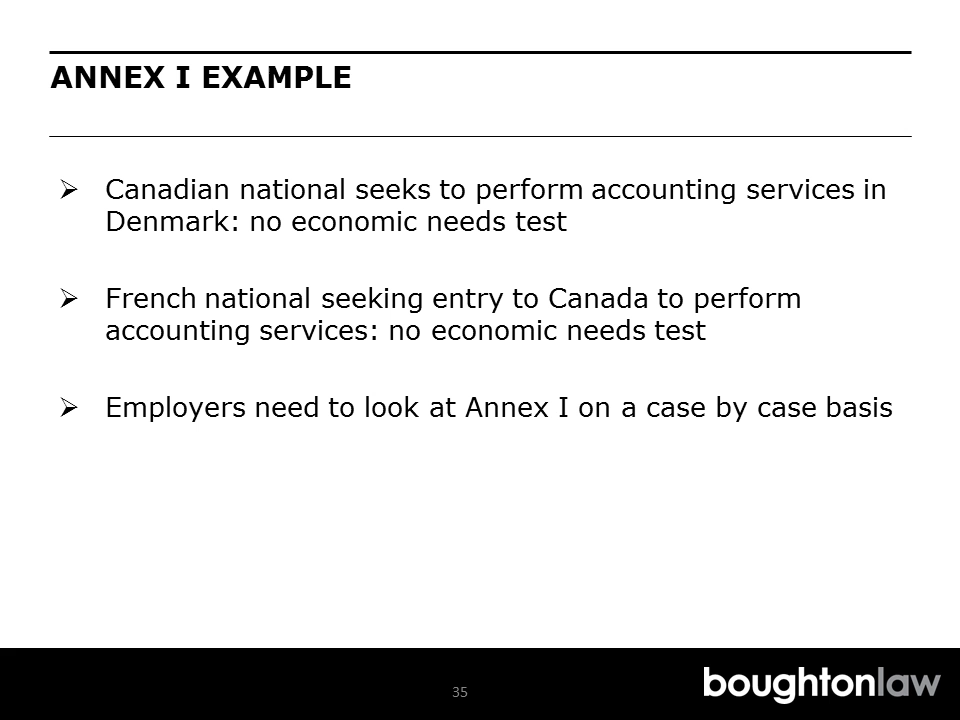 ANNEX I EXAMPLE
➢ Canadian national seeks to perform accounting services in
Denmark: no economic needs test
➢ French national seeking entry to Canada to perform
accounting services: no economic needs test
➢ Employers need to look at Annex I on a case by case basis
35
boughtonlaw